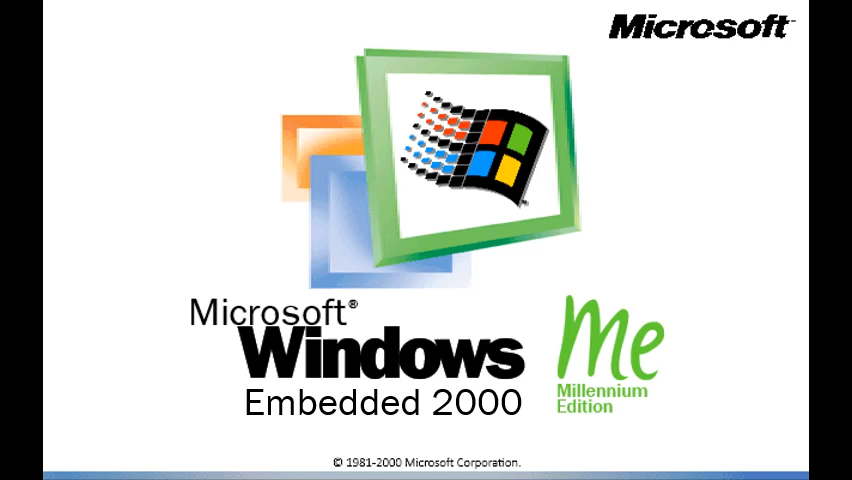 Microsoft
Microsoft®
Windows
Embedded 2000
Me
Millennium
Edition
© 1981-2000 Microsoft Corporation.